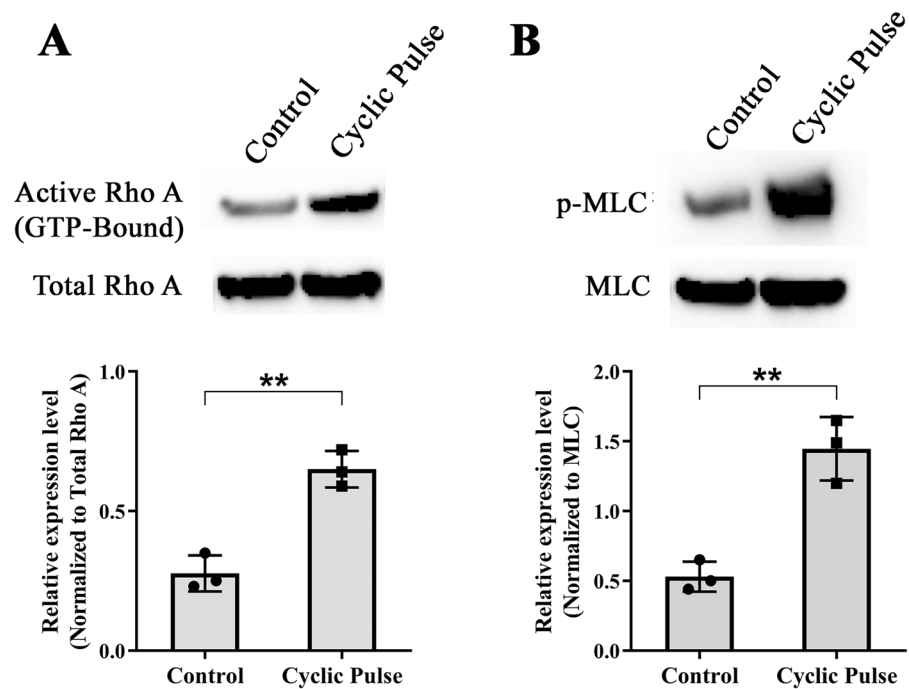 A
Control
Cyclic Pulse
Active Rho A
(GTP-Bound)
Total Rho A
Relative expression level
(Normalized to Total Rho A)
1.0
0.5
0.0
**
Control
Cyclic Pulse
B
Control
Cyclic Pulse
p-MLC
MLC
Relative expression level
(Normalized to MLC)
2.0
1.5
1.0
0.5
0.0
**
Control
Cyclic Pulse